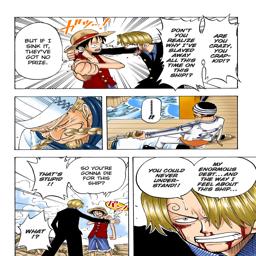 ARE
YOU
CRAZY,
YOU
CRAP-
KID!?
DON'T
YOU
REALIZE
WHY I'VE
SLAVED
AWAY
ALL THIS
TIME ON
THIS
SHIP!?
BUT IF I
SINK IT,
THEY'VE
GOT NO
PRIZE.
.........!!
SO YOU'RE
GONNA DIE
FOR THIS
SHIP?
THAT'S
STUPID
!!
WHAT
!?
MY
ENORMOUS
DEBT...AND
THE WAY I
FEEL ABOUT
THIS SHIP...
YOU COULD
NEVER
UNDER-
STAND!!